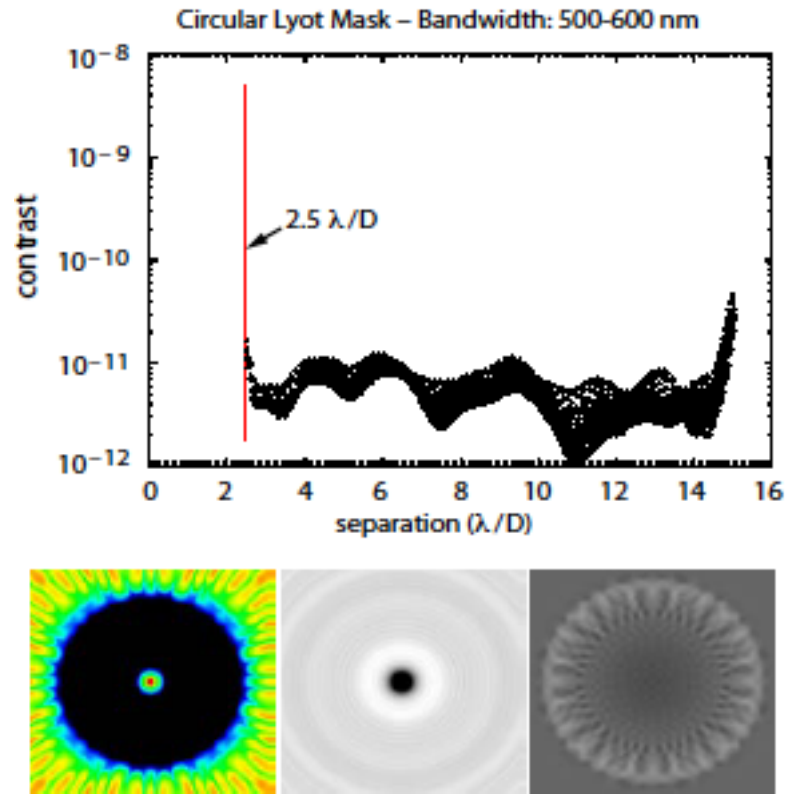 Circular Lyot Mask – Bandwidth: 500-600 nm
10⁻⁸
10⁻⁹
10⁻¹⁰
10⁻¹¹
10⁻¹²
contrast
2.5 λ/D
0 2 4 6 8 10 12 14 16
separation (λ/D)